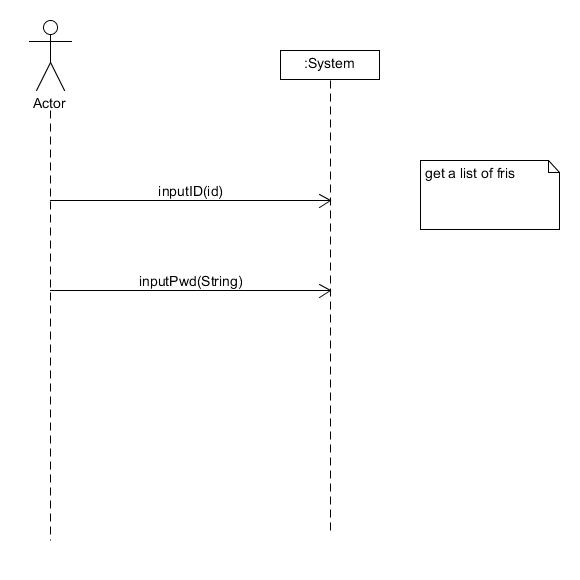 :System
Actor
get a list of fris
inputID(id)
inputPwd(String)